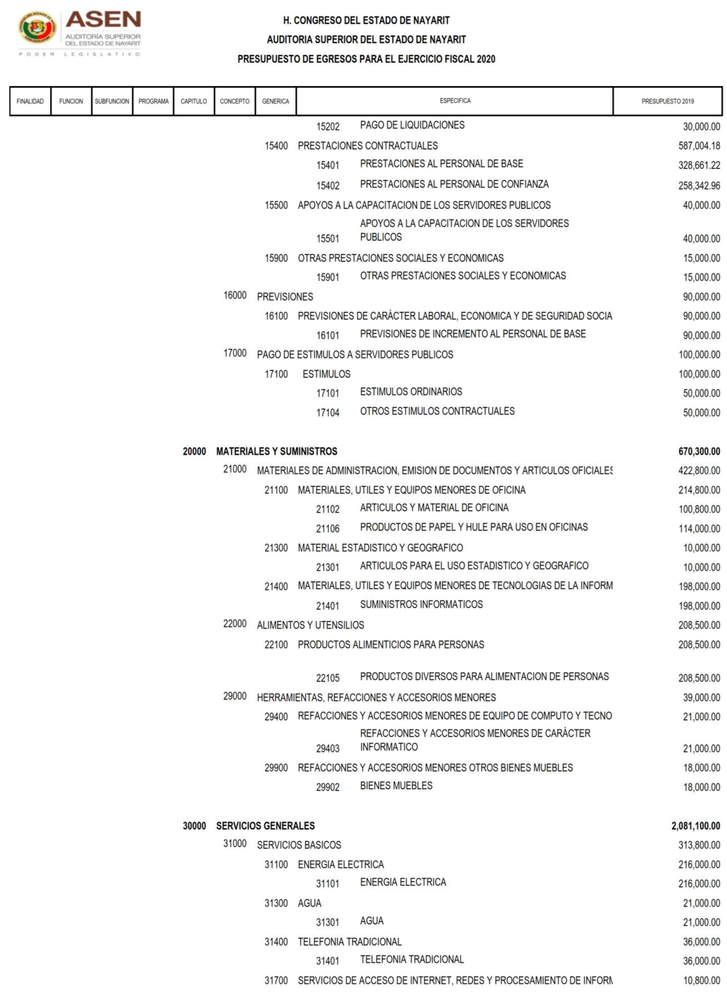 ASEN
AUDITORÍA SUPERIOR
DEL ESTADO DE NAYARIT
PODER LEGISLATIVO
H. CONGRESO DEL ESTADO DE NAYARIT
AUDITORIA SUPERIOR DEL ESTADO DE NAYARIT
PRESUPUESTO DE EGRESOS PARA EL EJERCICIO FISCAL 2020
FINALIDAD FUNCION SUBFUNCION PROGRAMA CAPITULO CONCEPTO GENERICA ESPECIFICA PRESUPUESTO 2019
15202 PAGO DE LIQUIDACIONES 30,000.00
15400 PRESTACIONES CONTRACTUALES 587,004.18
15401 PRESTACIONES AL PERSONAL DE BASE 328,661.22
15402 PRESTACIONES AL PERSONAL DE CONFIANZA 258,342.96
15500 APOYOS A LA CAPACITACION DE LOS SERVIDORES PUBLICOS 40,000.00
APOYOS A LA CAPACITACION DE LOS SERVIDORES
15501 PUBLICOS 40,000.00
15900 OTRAS PRESTACIONES SOCIALES Y ECONOMICAS 15,000.00
15901 OTRAS PRESTACIONES SOCIALES Y ECONOMICAS 15,000.00
16000 PREVISIONES 90,000.00
16100 PREVISIONES DE CARÁCTER LABORAL, ECONOMICA Y DE SEGURIDAD SOCIA 90,000.00
16101 PREVISIONES DE INCREMENTO AL PERSONAL DE BASE 90,000.00
17000 PAGO DE ESTIMULOS A SERVIDORES PUBLICOS 100,000.00
17100 ESTIMULOS 100,000.00
17101 ESTIMULOS ORDINARIOS 50,000.00
17104 OTROS ESTIMULOS CONTRACTUALES 50,000.00
20000 MATERIALES Y SUMINISTROS 670,300.00
21000 MATERIALES DE ADMINISTRACION, EMISION DE DOCUMENTOS Y ARTICULOS OFICIALES 422,800.00
21100 MATERIALES, UTILES Y EQUIPOS MENORES DE OFICINA 214,800.00
21102 ARTICULOS Y MATERIAL DE OFICINA 100,800.00
21106 PRODUCTOS DE PAPEL Y HULE PARA USO EN OFICINAS 114,000.00
21300 MATERIAL ESTADISTICO Y GEOGRAFICO 10,000.00
21301 ARTICULOS PARA EL USO ESTADISTICO Y GEOGRAFICO 10,000.00
21400 MATERIALES, UTILES Y EQUIPOS MENORES DE TECNOLOGIAS DE LA INFORM 198,000.00
21401 SUMINISTROS INFORMATICOS 198,000.00
22000 ALIMENTOS Y UTENSILIOS 208,500.00
22100 PRODUCTOS ALIMENTICIOS PARA PERSONAS 208,500.00
22105 PRODUCTOS DIVERSOS PARA ALIMENTACION DE PERSONAS 208,500.00
29000 HERRAMIENTAS, REFACCIONES Y ACCESORIOS MENORES 39,000.00
29400 REFACCIONES Y ACCESORIOS MENORES DE EQUIPO DE COMPUTO Y TECNO 21,000.00
REFACCIONES Y ACCESORIOS MENORES DE CARÁCTER
29403 INFORMATICO 21,000.00
29900 REFACCIONES Y ACCESORIOS MENORES OTROS BIENES MUEBLES 18,000.00
29902 BIENES MUEBLES 18,000.00
30000 SERVICIOS GENERALES 2,081,100.00
31000 SERVICIOS BASICOS 313,800.00
31100 ENERGIA ELECTRICA 216,000.00
31101 ENERGIA ELECTRICA 216,000.00
31300 AGUA 21,000.00
31301 AGUA 21,000.00
31400 TELEFONIA TRADICIONAL 36,000.00
31401 TELEFONIA TRADICIONAL 36,000.00
31700 SERVICIOS DE ACCESO DE INTERNET, REDES Y PROCESAMIENTO DE INFORM 10,800.00